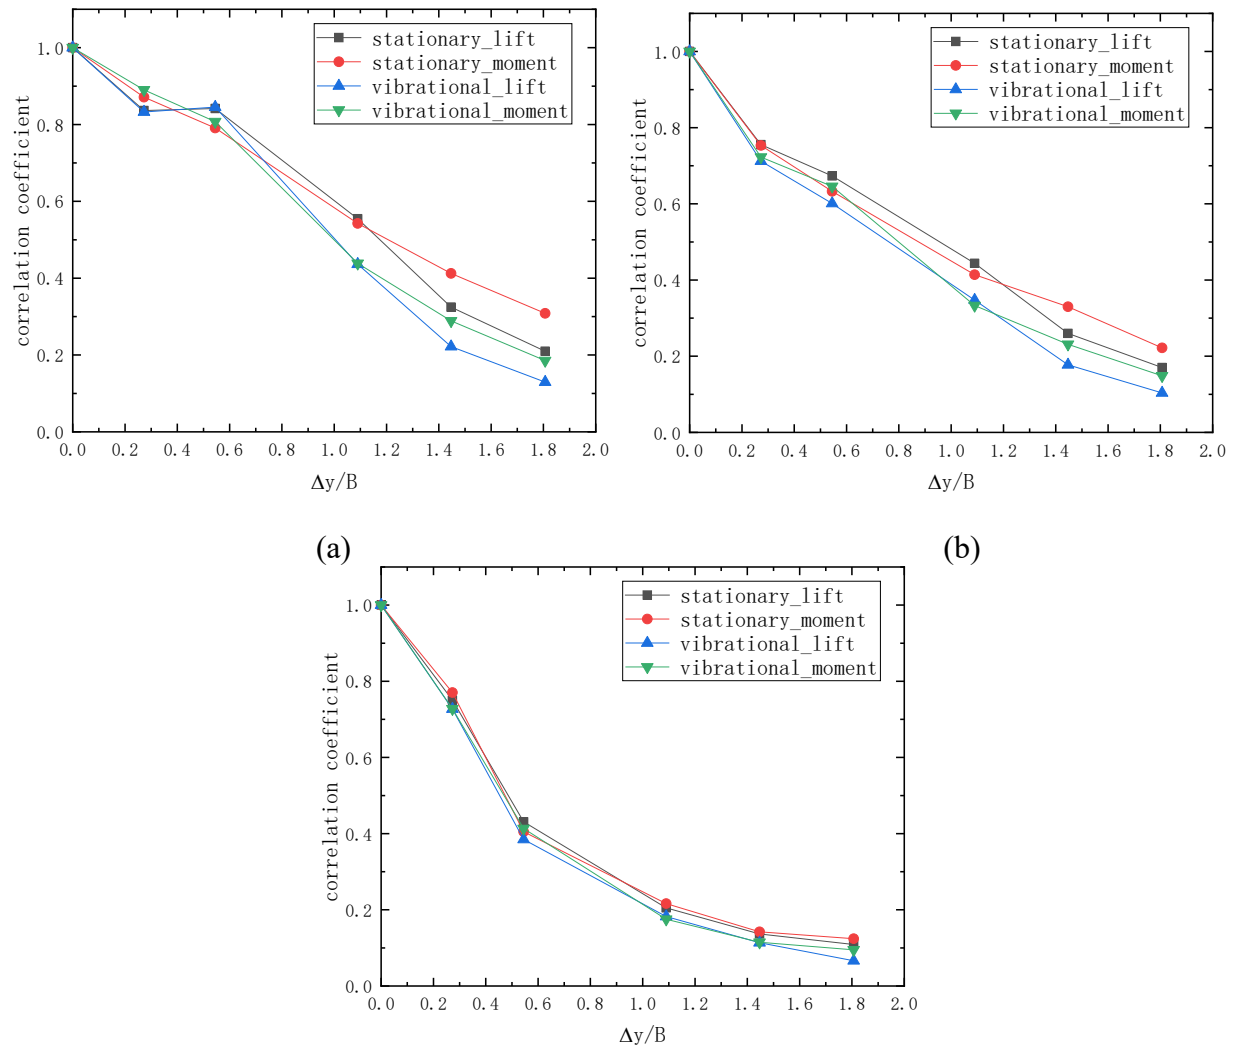 stationary_lift
stationary_moment
vibrational_lift
vibrational_moment
correlation coefficient
1.0
0.8
0.6
0.4
0.2
0.0
0.0 0.2 0.4 0.6 0.8 1.0 1.2 1.4 1.6 1.8 2.0
Δy/B
(a)
stationary_lift
stationary_moment
vibrational_lift
vibrational_moment
correlation coefficient
1.0
0.8
0.6
0.4
0.2
0.0
0.0 0.2 0.4 0.6 0.8 1.0 1.2 1.4 1.6 1.8 2.0
Δy/B
(b)
stationary_lift
stationary_moment
vibrational_lift
vibrational_moment
correlation coefficient
1.0
0.8
0.6
0.4
0.2
0.0
0.0 0.2 0.4 0.6 0.8 1.0 1.2 1.4 1.6 1.8 2.0
Δy/B